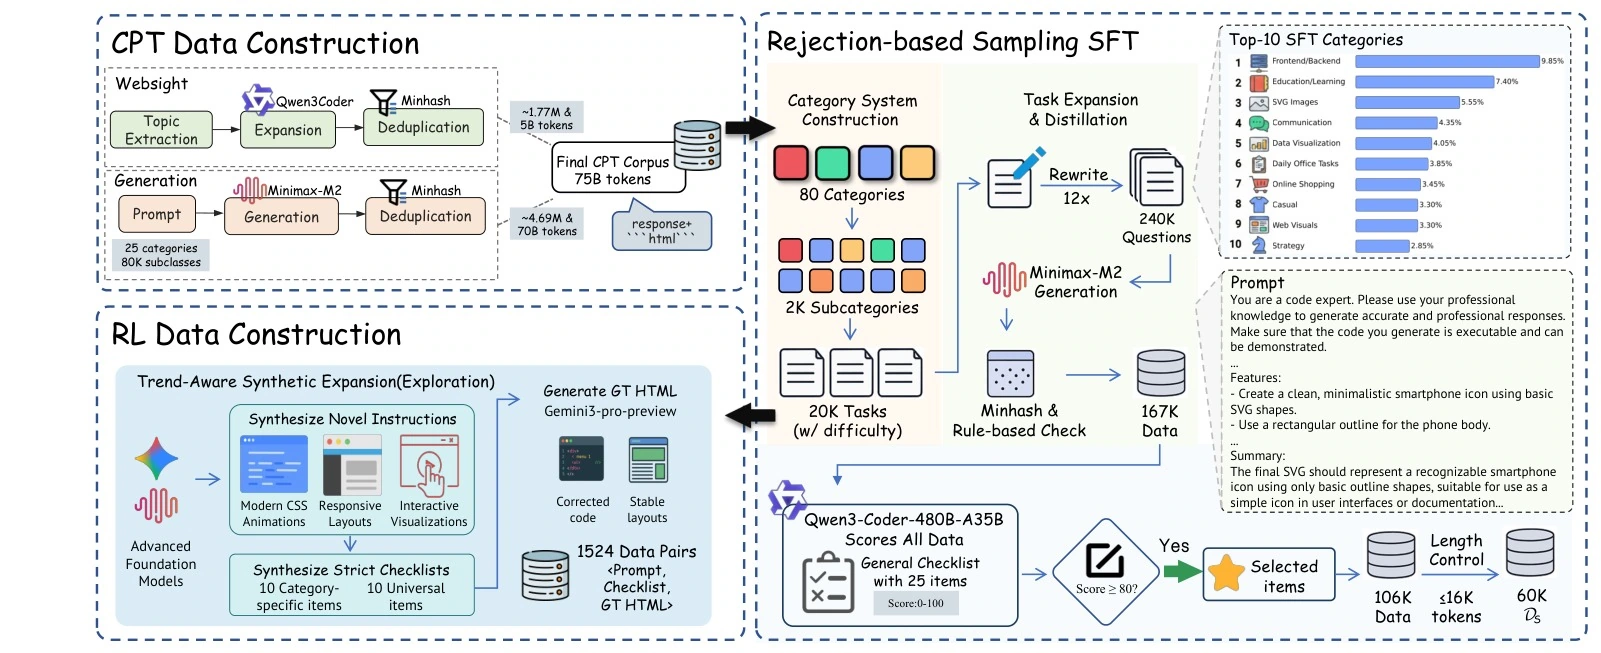 CPT Data Construction
Websight
Topic
Extraction
Qwen3Coder
Expansion
Minhash
Deduplication
~1.77M &
5B tokens
Generation
Prompt
25 categories
80K subclasses
Minimax-M2
Generation
Minhash
Deduplication
~4.69M &
70B tokens
Final CPT Corpus
75B tokens
response+
```html```
RL Data Construction
Trend-Aware Synthetic Expansion(Exploration)
Advanced
Foundation
Models
Synthesize Novel Instructions
Modern CSS
Animations
Responsive
Layouts
Interactive
Visualizations
Synthesize Strict Checklists
10 Category-
specific items
10 Universal
items
Generate GT HTML
Gemini3-pro-preview
Corrected
code
Stable
layouts
1524 Data Pairs
<Prompt,
Checklist,
GT HTML>
Rejection-based Sampling SFT
Category System
Construction
80 Categories
2K Subcategories
20K Tasks
(w/ difficulty)
Task Expansion
& Distillation
Rewrite
12x
240K
Questions
Minimax-M2
Generation
Minhash &
Rule-based Check
167K
Data
Top-10 SFT Categories
1 Frontend/Backend 9.85%
2 Education/Learning 7.40%
3 SVG Images 5.55%
4 Communication 4.35%
5 Data Visualization 4.05%
6 Daily Office Tasks 3.85%
7 Online Shopping 3.45%
8 Casual 3.30%
9 Web Visuals 3.30%
10 Strategy 2.85%
Prompt
You are a code expert. Please use your professional
knowledge to generate accurate and professional responses.
Make sure that the code you generate is executable and can
be demonstrated.
...
Features:
- Create a clean, minimalistic smartphone icon using basic
SVG shapes.
- Use a rectangular outline for the phone body.
...
Summary:
The final SVG should represent a recognizable smartphone
icon using only basic outline shapes, suitable for use as a
simple icon in user interfaces or documentation...
Qwen3-Coder-480B-A35B
Scores All Data
General Checklist
with 25 items
Score:0-100
Score ≥ 80?
Yes
Selected
items
106K
Data
Length
Control
≤16K
tokens
60K
𝒟S